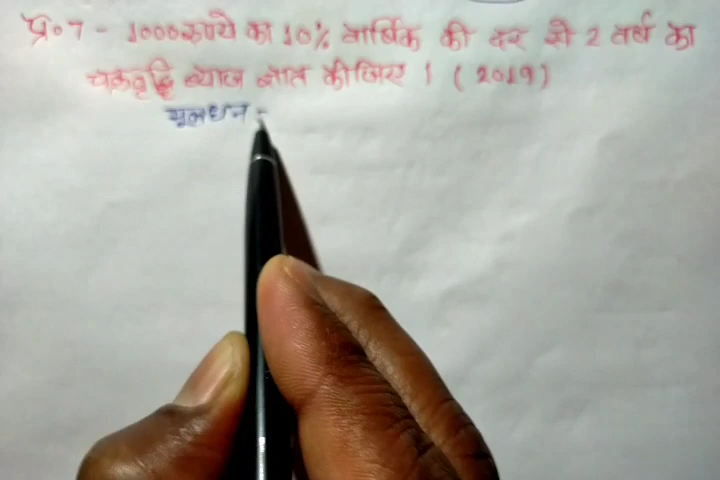 प्र०7 - 1000रूपये का 10% वार्षिक की दर से 2 वर्ष का
चक्रवृद्धि ब्याज ज्ञात कीजिए । (2019)
मूलधन -